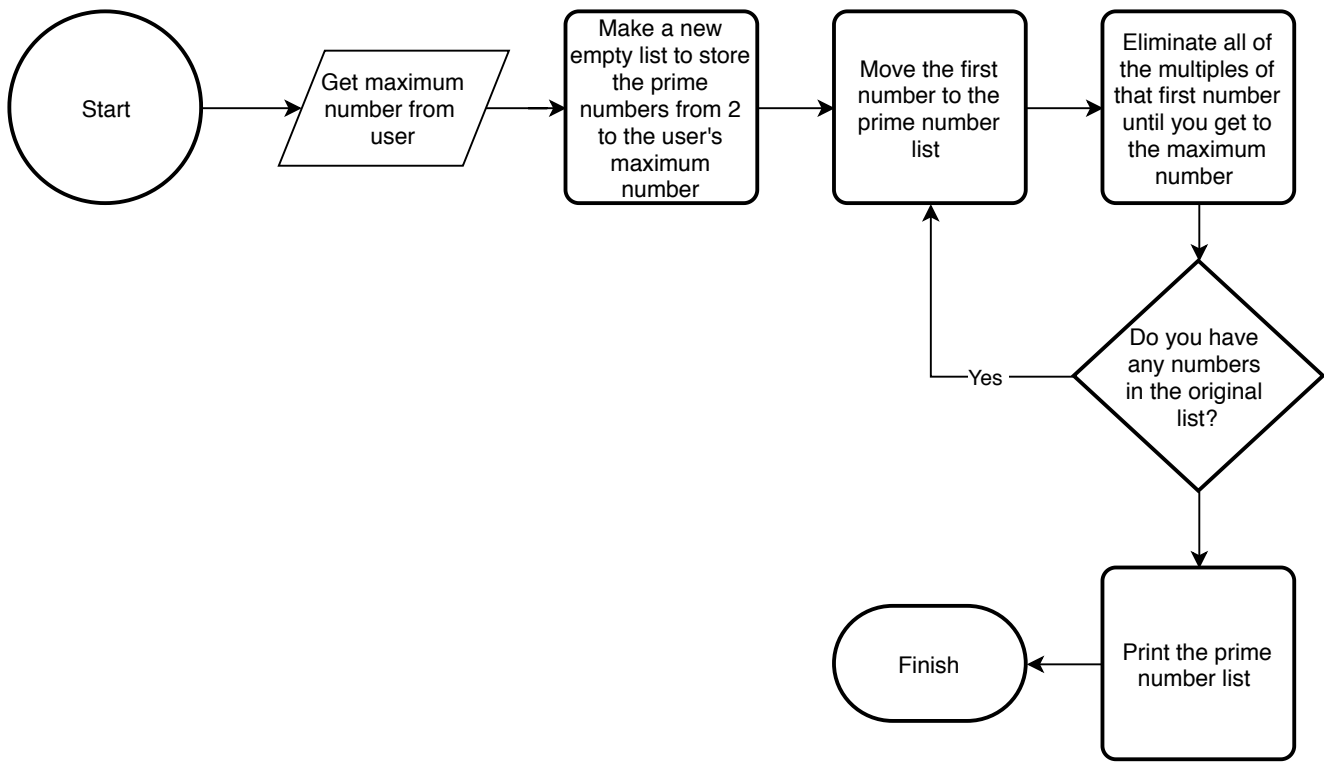 Start
Get maximum
number from
user
Make a new
empty list to store
the prime
numbers from 2
to the user's
maximum
number
Move the first
number to the
prime number
list
Eliminate all of
the multiples of
that first number
until you get to
the maximum
number
Do you have
any numbers
in the original
list?
Yes
Print the prime
number list
Finish